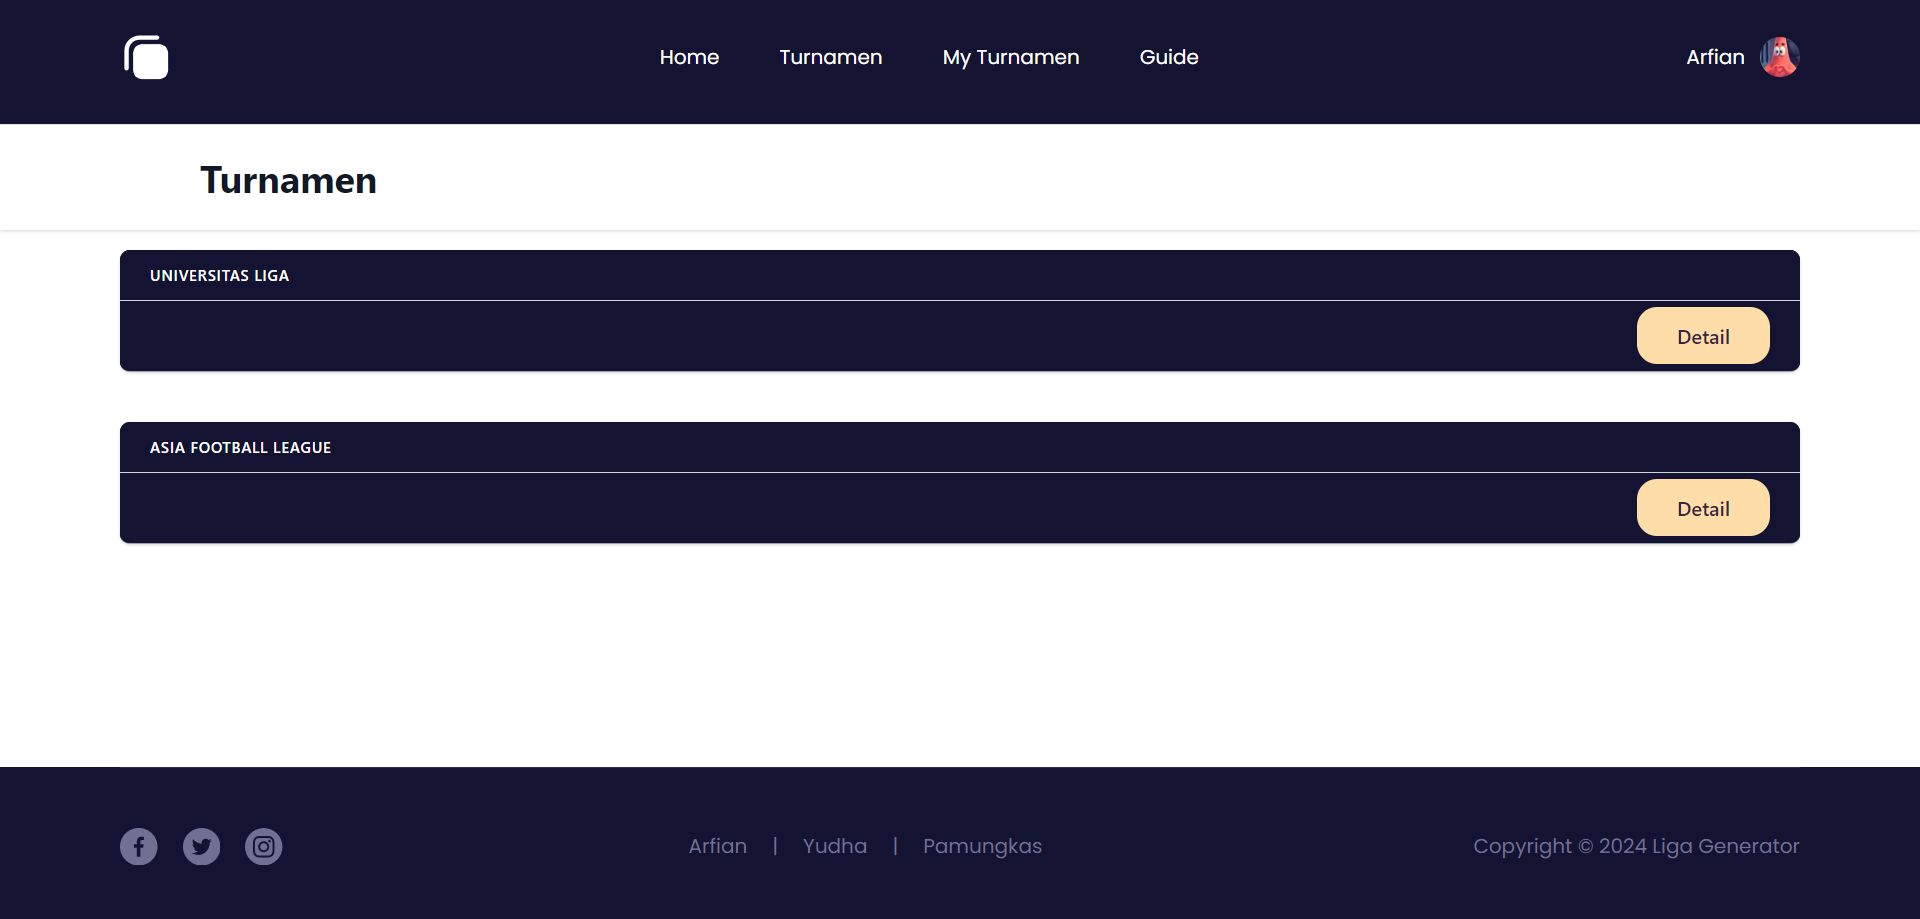 Home Turnamen My Turnamen Guide Arfian
Turnamen
UNIVERSITAS LIGA
Detail
ASIA FOOTBALL LEAGUE
Detail
Arfian | Yudha | Pamungkas Copyright © 2024 Liga Generator